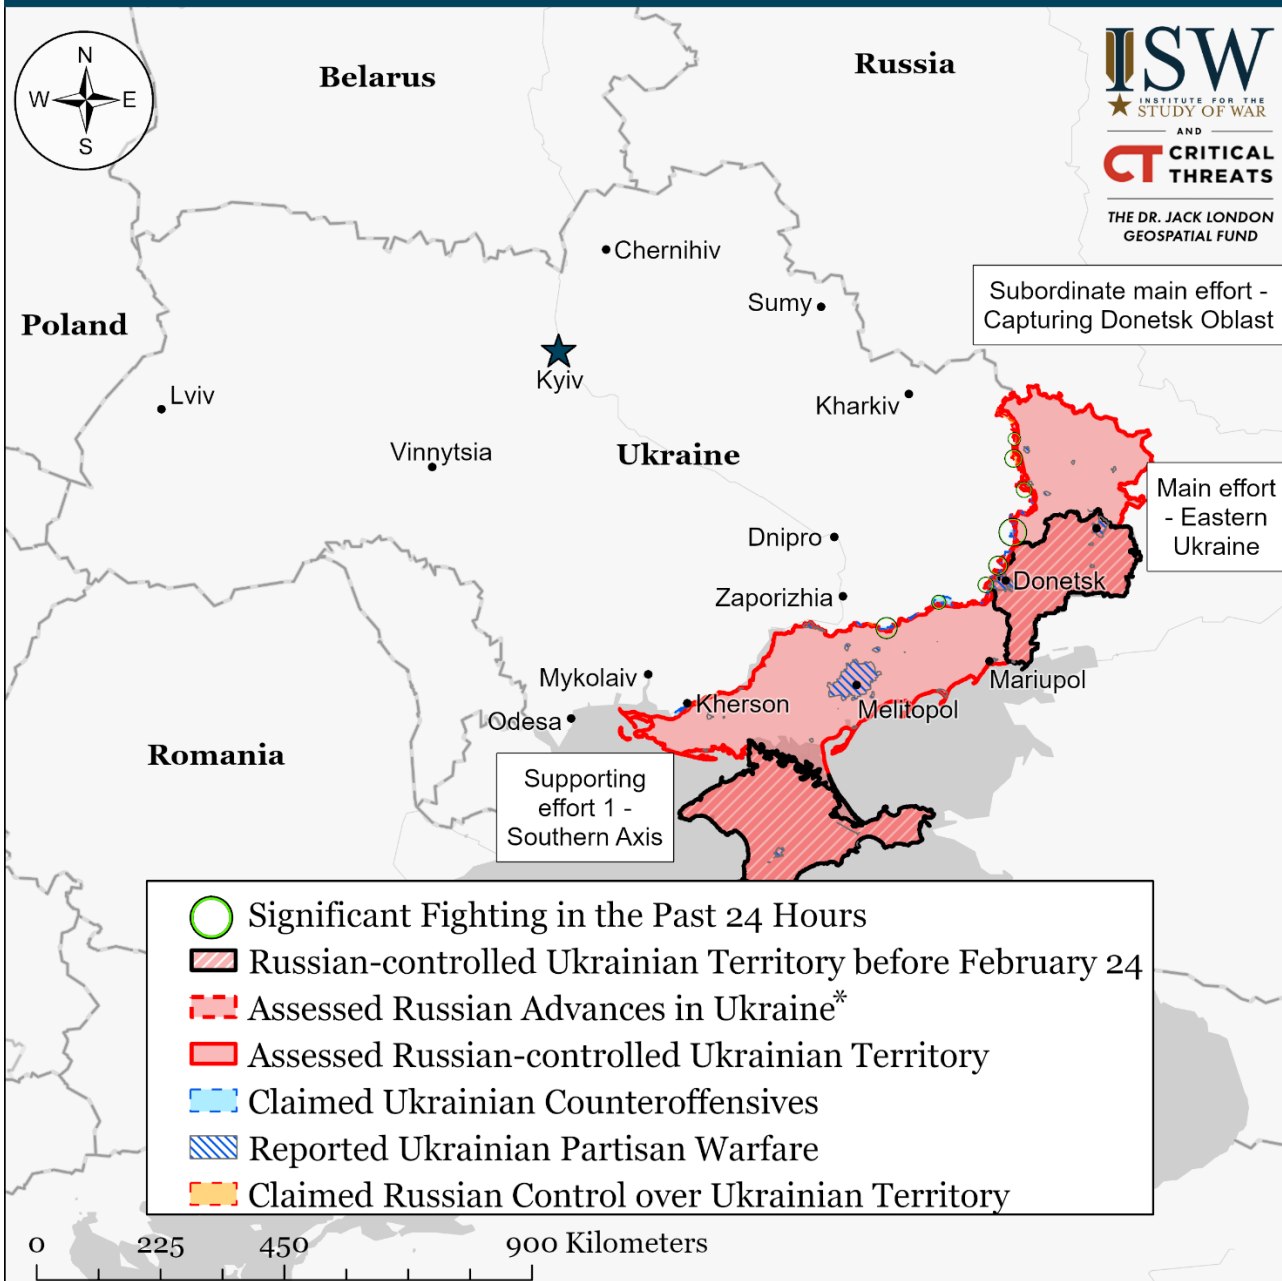 N
W E
S
Belarus
Russia
ISW
INSTITUTE FOR THE
STUDY OF WAR
AND
CT CRITICAL
THREATS
THE DR. JACK LONDON
GEOSPATIAL FUND
Chernihiv
Sumy
Subordinate main effort -
Capturing Donetsk Oblast
Poland
Kyiv
Lviv
Kharkiv
Vinnytsia
Ukraine
Main effort
- Eastern
Ukraine
Dnipro
Donetsk
Zaporizhia
Mykolaiv
Mariupol
Kherson
Melitopol
Odesa
Romania
Supporting
effort 1 -
Southern Axis
Significant Fighting in the Past 24 Hours
Russian-controlled Ukrainian Territory before February 24
Assessed Russian Advances in Ukraine*
Assessed Russian-controlled Ukrainian Territory
Claimed Ukrainian Counteroffensives
Reported Ukrainian Partisan Warfare
Claimed Russian Control over Ukrainian Territory
0 225 450 900 Kilometers